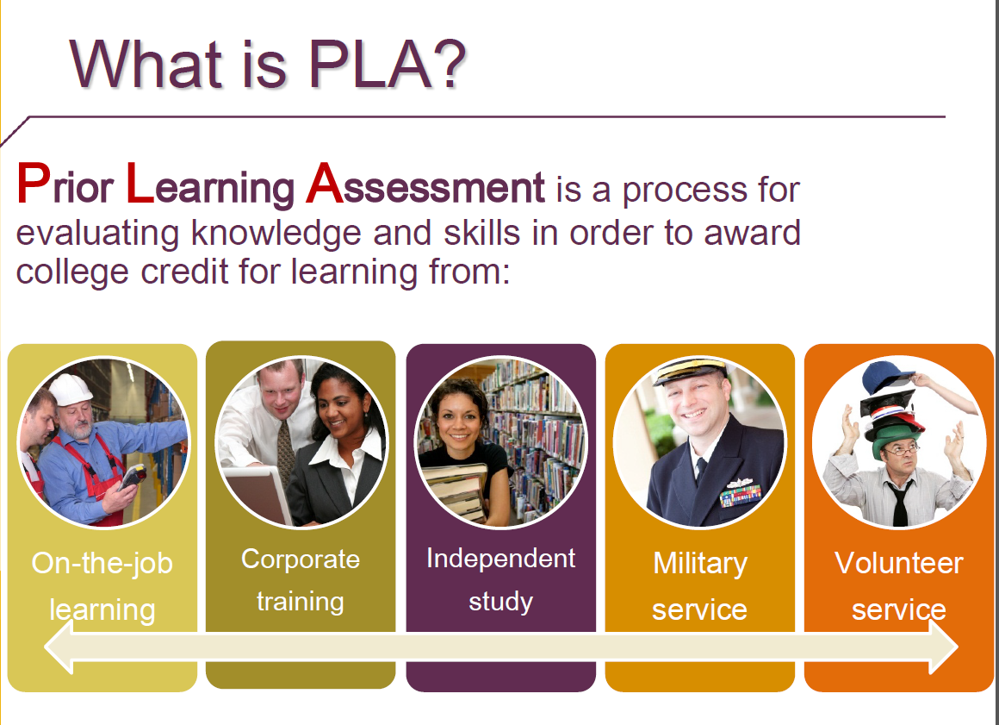 What is PLA?
Prior Learning Assessment is a process for
evaluating knowledge and skills in order to award
college credit for learning from:
On-the-job
learning
Corporate
training
Independent
study
Military
service
Volunteer
service